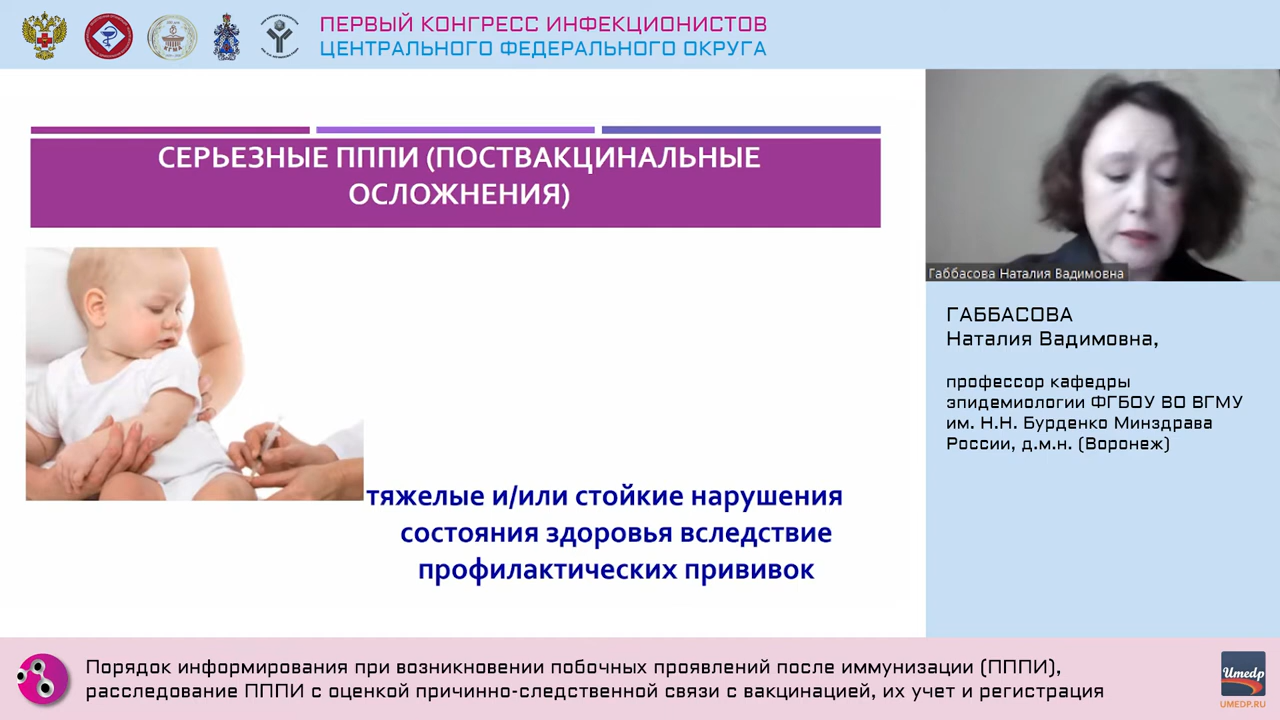 ПЕРВЫЙ КОНГРЕСС ИНФЕКЦИОНИСТОВ
ЦЕНТРАЛЬНОГО ФЕДЕРАЛЬНОГО ОКРУГА
СЕРЬЕЗНЫЕ ПППИ (ПОСТВАКЦИНАЛЬНЫЕ
ОСЛОЖНЕНИЯ)
тяжелые и/или стойкие нарушения
состояния здоровья вследствие
профилактических прививок
Габбасова Наталия Вадимовна
ГАББАСОВА
Наталия Вадимовна,
профессор кафедры
эпидемиологии ФГБОУ ВО ВГМУ
им. Н.Н. Бурденко Минздрава
России, д.м.н. (Воронеж)
Порядок информирования при возникновении побочных проявлений после иммунизации (ПППИ),
расследование ПППИ с оценкой причинно-следственной связи с вакцинацией, их учет и регистрация
Umedp
UMEDP.RU